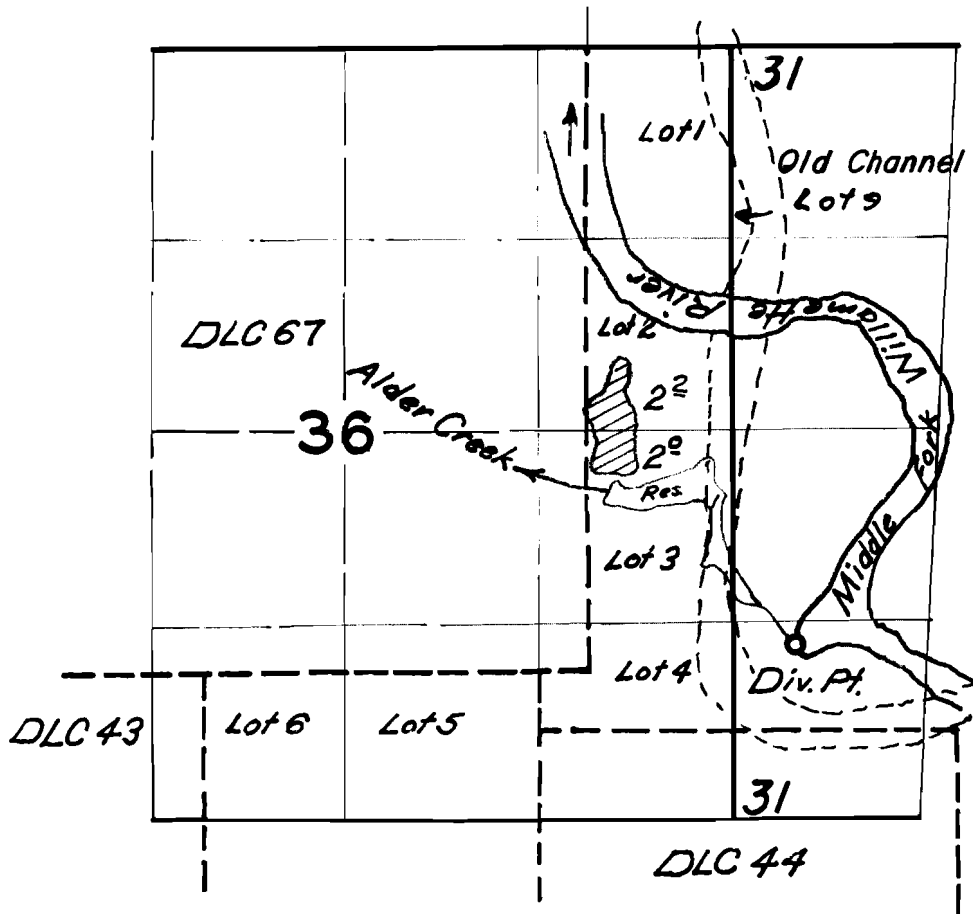 31
Lot 1
Old Channel
Lot 9
River
Willamette
Lot 2
DLC 67
Alder Creek
2²
36
2⁰
Fork
Res.
Middle
Lot 3
Lot 4
Div. Pt.
DLC 43
Lot 6
Lot 5
31
DLC 44